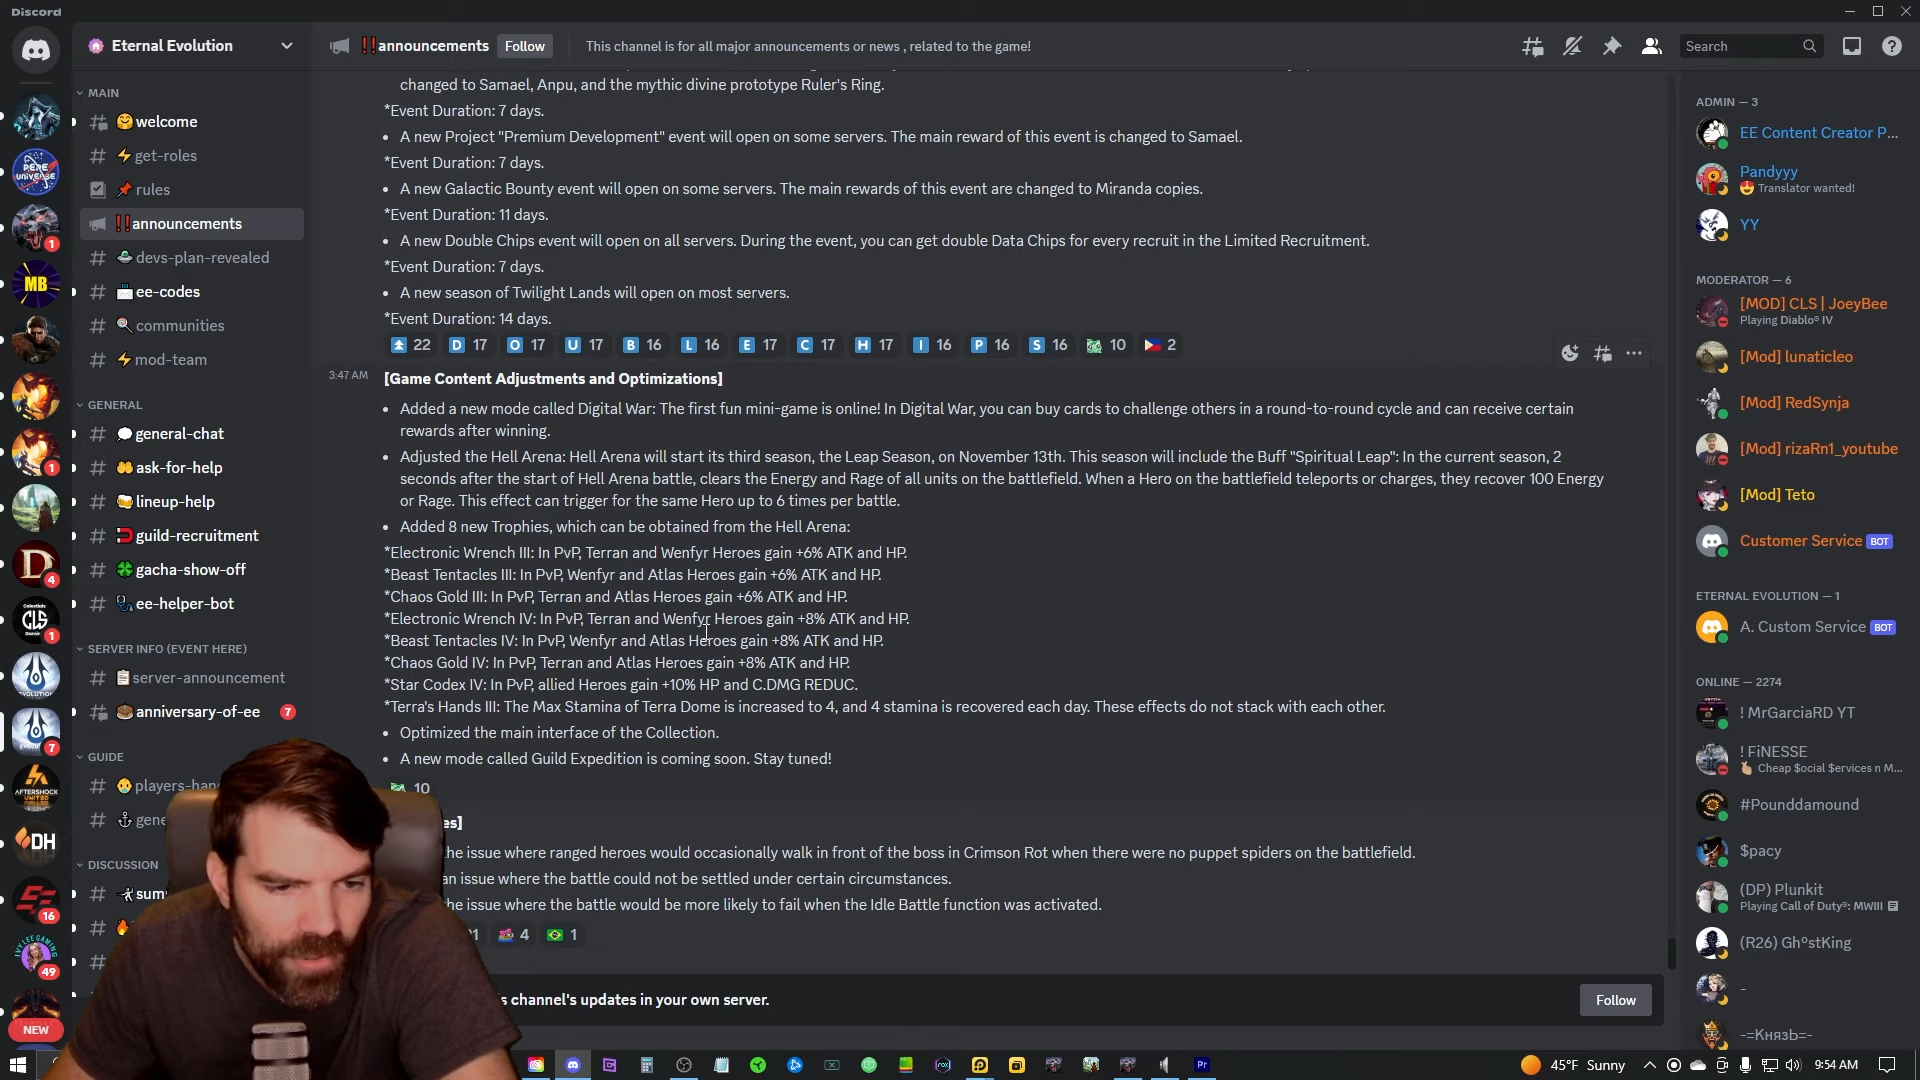 Discord
Eternal Evolution
‼️announcements
Follow
This channel is for all major announcements or news , related to the game!
Search
MAIN
🤗welcome
⚡get-roles
📌rules
‼️announcements
🛸devs-plan-revealed
📩ee-codes
🔍communities
⚡mod-team
GENERAL
💭general-chat
🤲ask-for-help
🍻lineup-help
🧲guild-recruitment
🍀gacha-show-off
🩺ee-helper-bot
SERVER INFO (EVENT HERE)
📋server-announcement
🎂anniversary-of-ee 7
GUIDE
players-han
gene
DISCUSSION
sum
changed to Samael, Anpu, and the mythic divine prototype Ruler's Ring.
*Event Duration: 7 days.
• A new Project "Premium Development" event will open on some servers. The main reward of this event is changed to Samael.
*Event Duration: 7 days.
• A new Galactic Bounty event will open on some servers. The main rewards of this event are changed to Miranda copies.
*Event Duration: 11 days.
• A new Double Chips event will open on all servers. During the event, you can get double Data Chips for every recruit in the Limited Recruitment.
*Event Duration: 7 days.
• A new season of Twilight Lands will open on most servers.
*Event Duration: 14 days.
22 D 17 O 17 U 17 B 16 L 16 E 17 C 17 H 17 I 16 P 16 S 16 10 2
3:47 AM
[Game Content Adjustments and Optimizations]
• Added a new mode called Digital War: The first fun mini-game is online! In Digital War, you can buy cards to challenge others in a round-to-round cycle and can receive certain
rewards after winning.
• Adjusted the Hell Arena: Hell Arena will start its third season, the Leap Season, on November 13th. This season will include the Buff "Spiritual Leap": In the current season, 2
seconds after the start of Hell Arena battle, clears the Energy and Rage of all units on the battlefield. When a Hero on the battlefield teleports or charges, they recover 100 Energy
or Rage. This effect can trigger for the same Hero up to 6 times per battle.
• Added 8 new Trophies, which can be obtained from the Hell Arena:
*Electronic Wrench III: In PvP, Terran and Wenfyr Heroes gain +6% ATK and HP.
*Beast Tentacles III: In PvP, Wenfyr and Atlas Heroes gain +6% ATK and HP.
*Chaos Gold III: In PvP, Terran and Atlas Heroes gain +6% ATK and HP.
*Electronic Wrench IV: In PvP, Terran and Wenfyr Heroes gain +8% ATK and HP.
*Beast Tentacles IV: In PvP, Wenfyr and Atlas Heroes gain +8% ATK and HP.
*Chaos Gold IV: In PvP, Terran and Atlas Heroes gain +8% ATK and HP.
*Star Codex IV: In PvP, allied Heroes gain +10% HP and C.DMG REDUC.
*Terra's Hands III: The Max Stamina of Terra Dome is increased to 4, and 4 stamina is recovered each day. These effects do not stack with each other.
• Optimized the main interface of the Collection.
• A new mode called Guild Expedition is coming soon. Stay tuned!
10
es]
he issue where ranged heroes would occasionally walk in front of the boss in Crimson Rot when there were no puppet spiders on the battlefield.
an issue where the battle could not be settled under certain circumstances.
he issue where the battle would be more likely to fail when the Idle Battle function was activated.
4 1
s channel's updates in your own server.
Follow
ADMIN — 3
EE Content Creator P...
Pandyyy
😍 Translator wanted!
YY
MODERATOR — 6
[MOD] CLS | JoeyBee
Playing Diablo® IV
[Mod] lunaticleo
[Mod] RedSynja
[Mod] rizaRn1_youtube
[Mod] Teto
Customer Service BOT
ETERNAL EVOLUTION — 1
A. Custom Service BOT
ONLINE — 2274
! MrGarciaRD YT
! FiNESSE
Cheap $ocial $ervices n M...
#Pounddamound
$pacy
(DP) Plunkit
Playing Call of Duty®: MWIII
(R26) Gh⁰stKing
-
-=КнязЬ=-
PEPE
UNIVERSE
1
MB
1
D
4
CLS
1
EVOLUTION
7
AFTERSHOCK
DH
16
49
NEW
45°F Sunny
9:54 AM